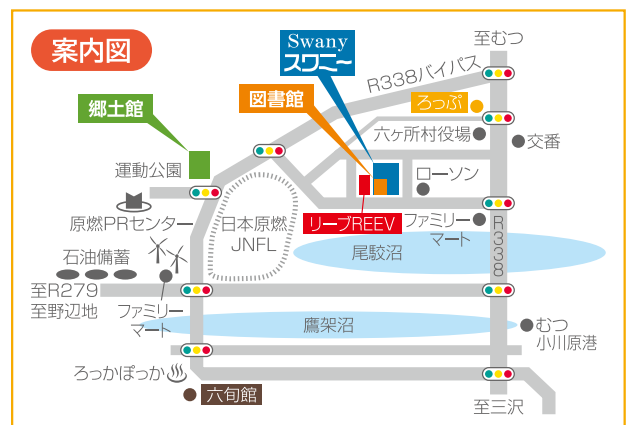 案内図
至むつ
Swany
スワニー
R338バイパス
図書館
ろっぷ
郷土館
六ヶ所村役場
交番
運動公園
ローソン
原燃PRセンター
日本原燃
JNFL
リーブREEV
ファミリー
マート
R338
尾駮沼
石油備蓄
至R279
至野辺地
ファミリー
マート
鷹架沼
むつ
小川原港
ろっかぽっか
六旬館
至三沢